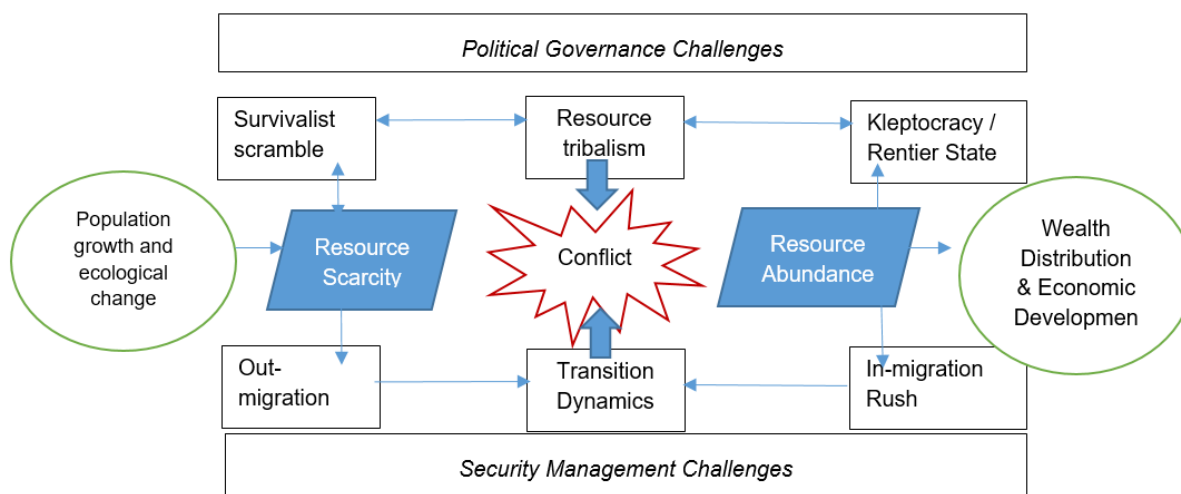 Political Governance Challenges
Survivalist
scramble
Resource
tribalism
Kleptocracy /
Rentier State
Population
growth and
ecological
change
Resource
Scarcity
Conflict
Resource
Abundance
Wealth
Distribution
& Economic
Developmen
Out-
migration
Transition
Dynamics
In-migration
Rush
Security Management Challenges